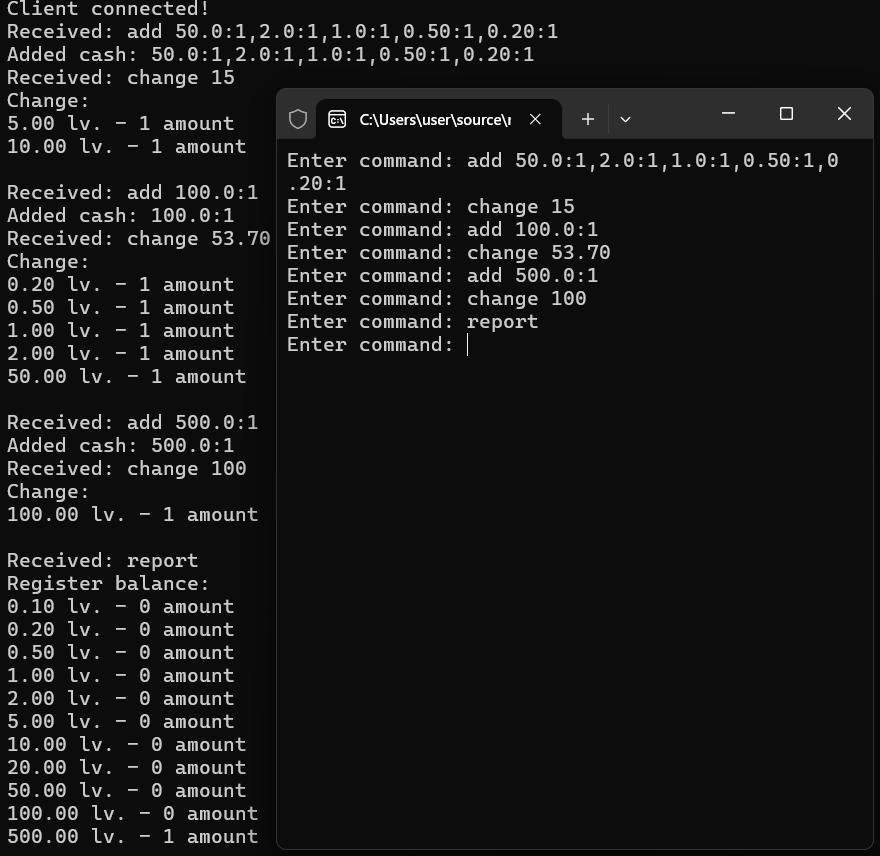 Client connected!
Received: add 50.0:1,2.0:1,1.0:1,0.50:1,0.20:1
Added cash: 50.0:1,2.0:1,1.0:1,0.50:1,0.20:1
Received: change 15
Change:
5.00 lv. - 1 amount
10.00 lv. - 1 amount
Received: add 100.0:1
Added cash: 100.0:1
Received: change 53.70
Change:
0.20 lv. - 1 amount
0.50 lv. - 1 amount
1.00 lv. - 1 amount
2.00 lv. - 1 amount
50.00 lv. - 1 amount
Received: add 500.0:1
Added cash: 500.0:1
Received: change 100
Change:
100.00 lv. - 1 amount
Received: report
Register balance:
0.10 lv. - 0 amount
0.20 lv. - 0 amount
0.50 lv. - 0 amount
1.00 lv. - 0 amount
2.00 lv. - 0 amount
5.00 lv. - 0 amount
10.00 lv. - 0 amount
20.00 lv. - 0 amount
50.00 lv. - 0 amount
100.00 lv. - 0 amount
500.00 lv. - 1 amount
C:\Users\user\source\r
Enter command: add 50.0:1,2.0:1,1.0:1,0.50:1,0
.20:1
Enter command: change 15
Enter command: add 100.0:1
Enter command: change 53.70
Enter command: add 500.0:1
Enter command: change 100
Enter command: report
Enter command: